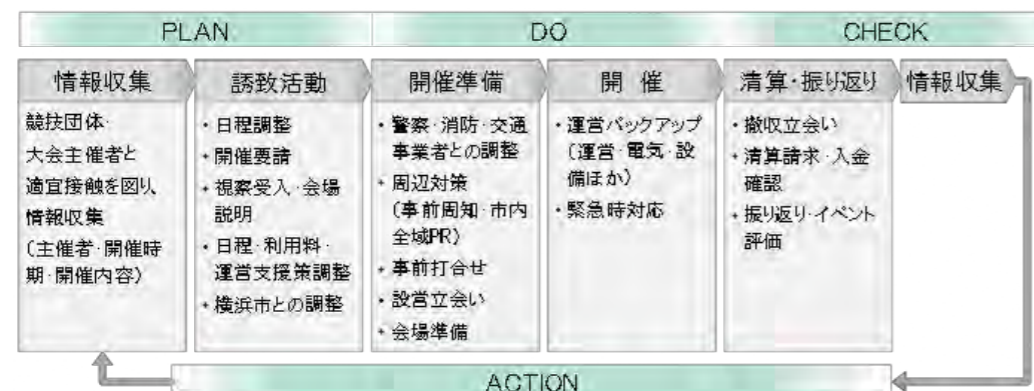 PLAN
DO
CHECK
情報収集
誘致活動
開催準備
開 催
清算・振り返り
情報収集
競技団体・
大会主催者と
適宜接触を図り、
情報収集
（主催者・開催時
期・開催内容）
・日程調整
・開催要請
・視察受入・会場
説明
・日程・利用料・
運営支援策調整
・横浜市との調整
・警察・消防・交通
事業者との調整
・周辺対策
（事前周知・市内
全域PR）
・事前打合せ
・設営立会い
・会場準備
・運営バックアップ
（運営・電気・設
備ほか）
・緊急時対応
・撤収立会い
・清算請求・入金
確認
・振り返り・イベント
評価
ACTION